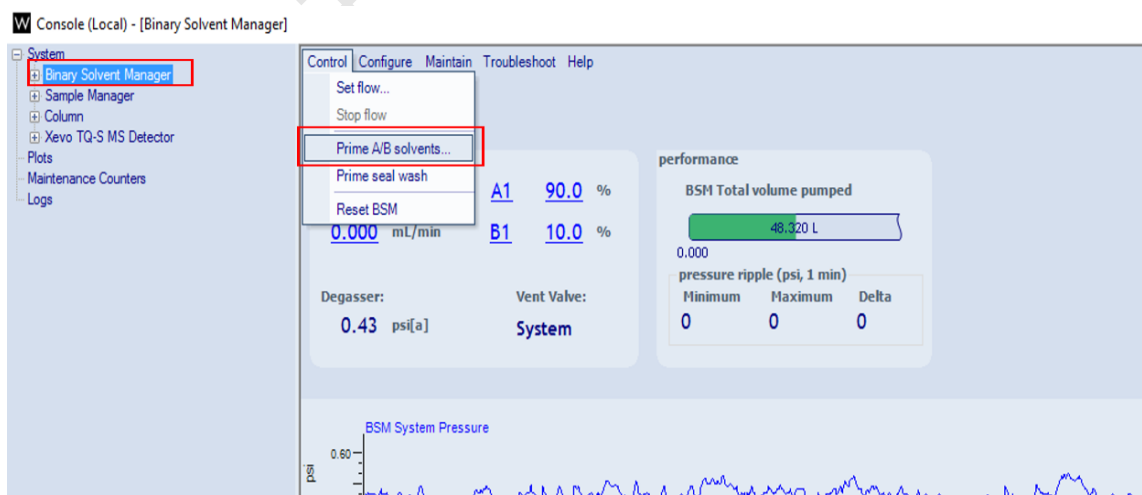 W Console (Local) - [Binary Solvent Manager]
System
Binary Solvent Manager
Sample Manager
Column
Xevo TQ-S MS Detector
Plots
Maintenance Counters
Logs
Control Configure Maintain Troubleshoot Help
Set flow...
Stop flow
Prime A/B solvents...
Prime seal wash
Reset BSM
A1 90.0 %
0.000 mL/min B1 10.0 %
Degasser: Vent Valve:
0.43 psi[a] System
performance
BSM Total volume pumped
48.320 L
0.000
pressure ripple (psi, 1 min)
Minimum Maximum Delta
0 0 0
BSM System Pressure
0.60
psi